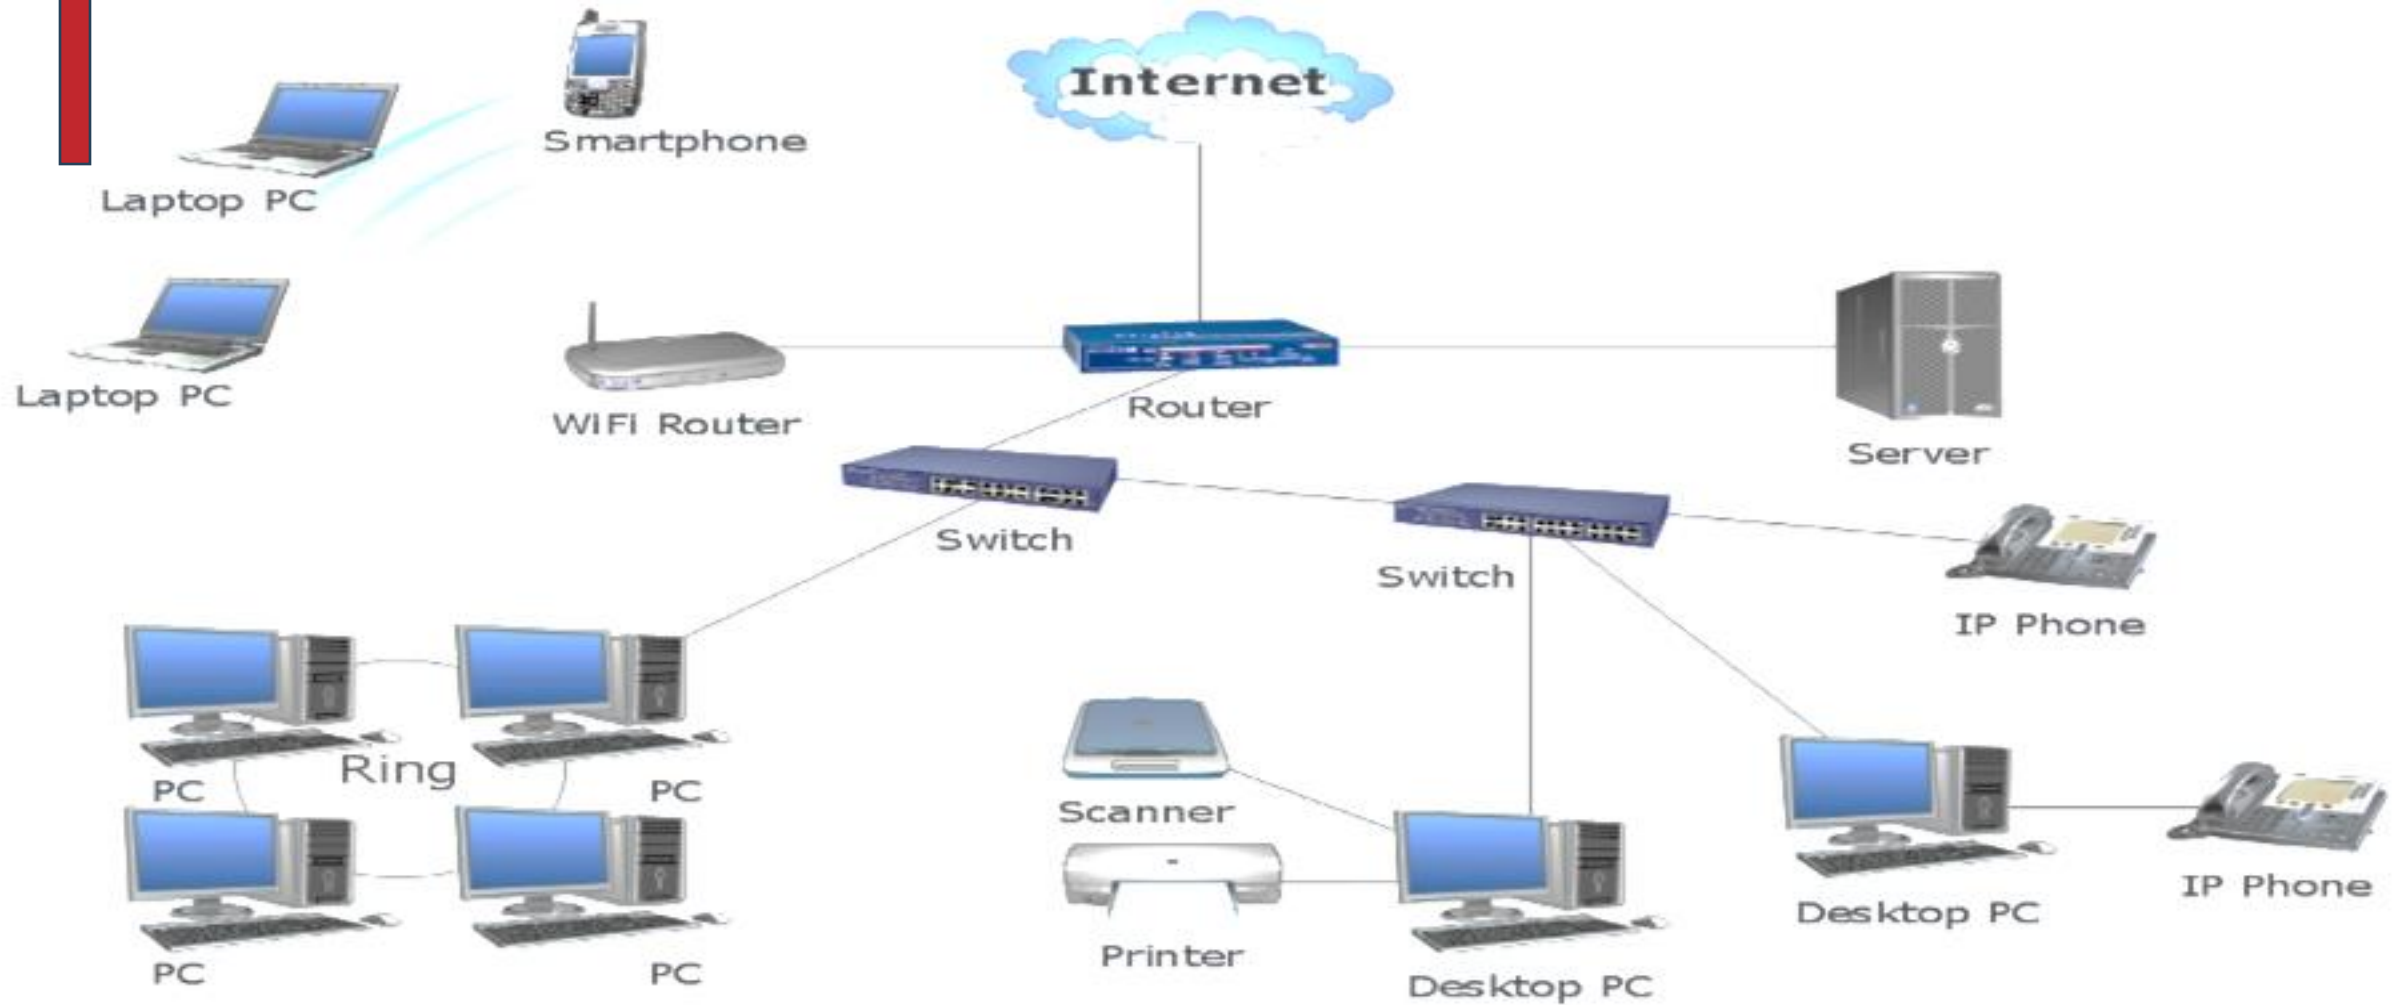 Internet
Smartphone
Laptop PC
Laptop PC
WiFi Router
Router
Server
Switch
Switch
IP Phone
Ring
PC
PC
Scanner
IP Phone
Desktop PC
Printer
PC
PC
Desktop PC